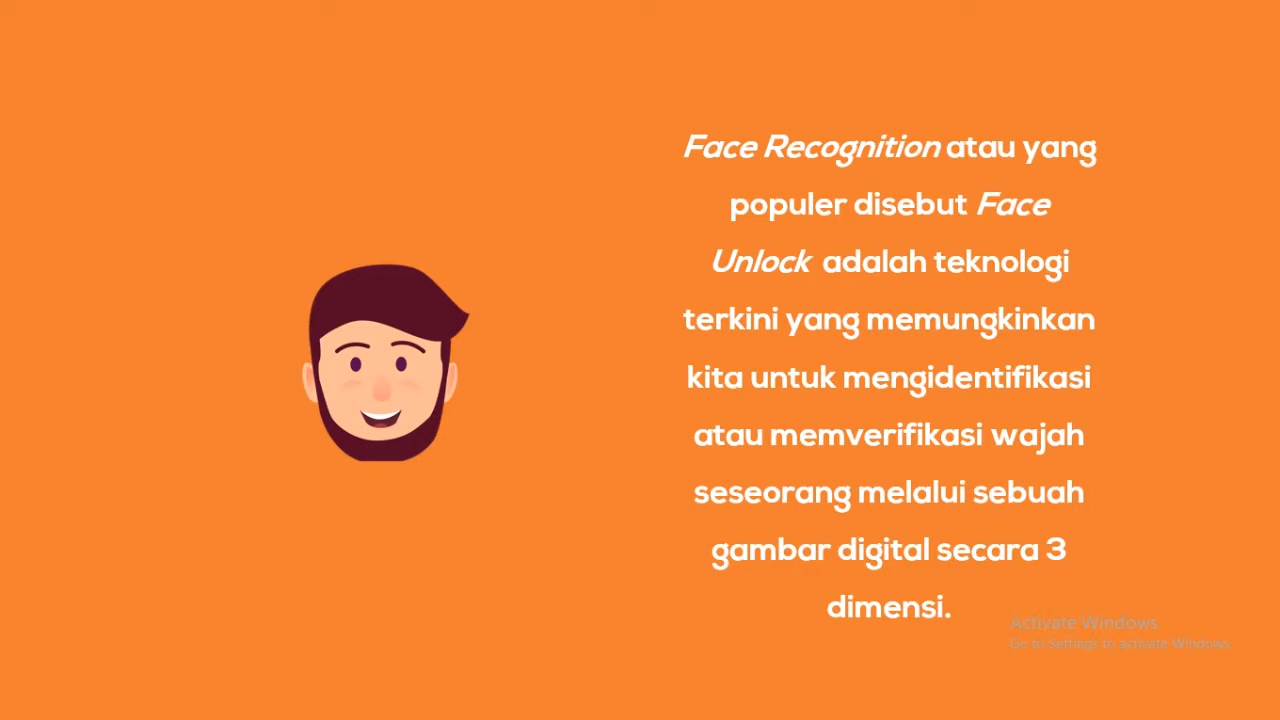 Face Recognition atau yang
populer disebut Face
Unlock adalah teknologi
terkini yang memungkinkan
kita untuk mengidentifikasi
atau memverifikasi wajah
seseorang melalui sebuah
gambar digital secara 3
dimensi.
Activate Windows
Go to Settings to activate Windows.